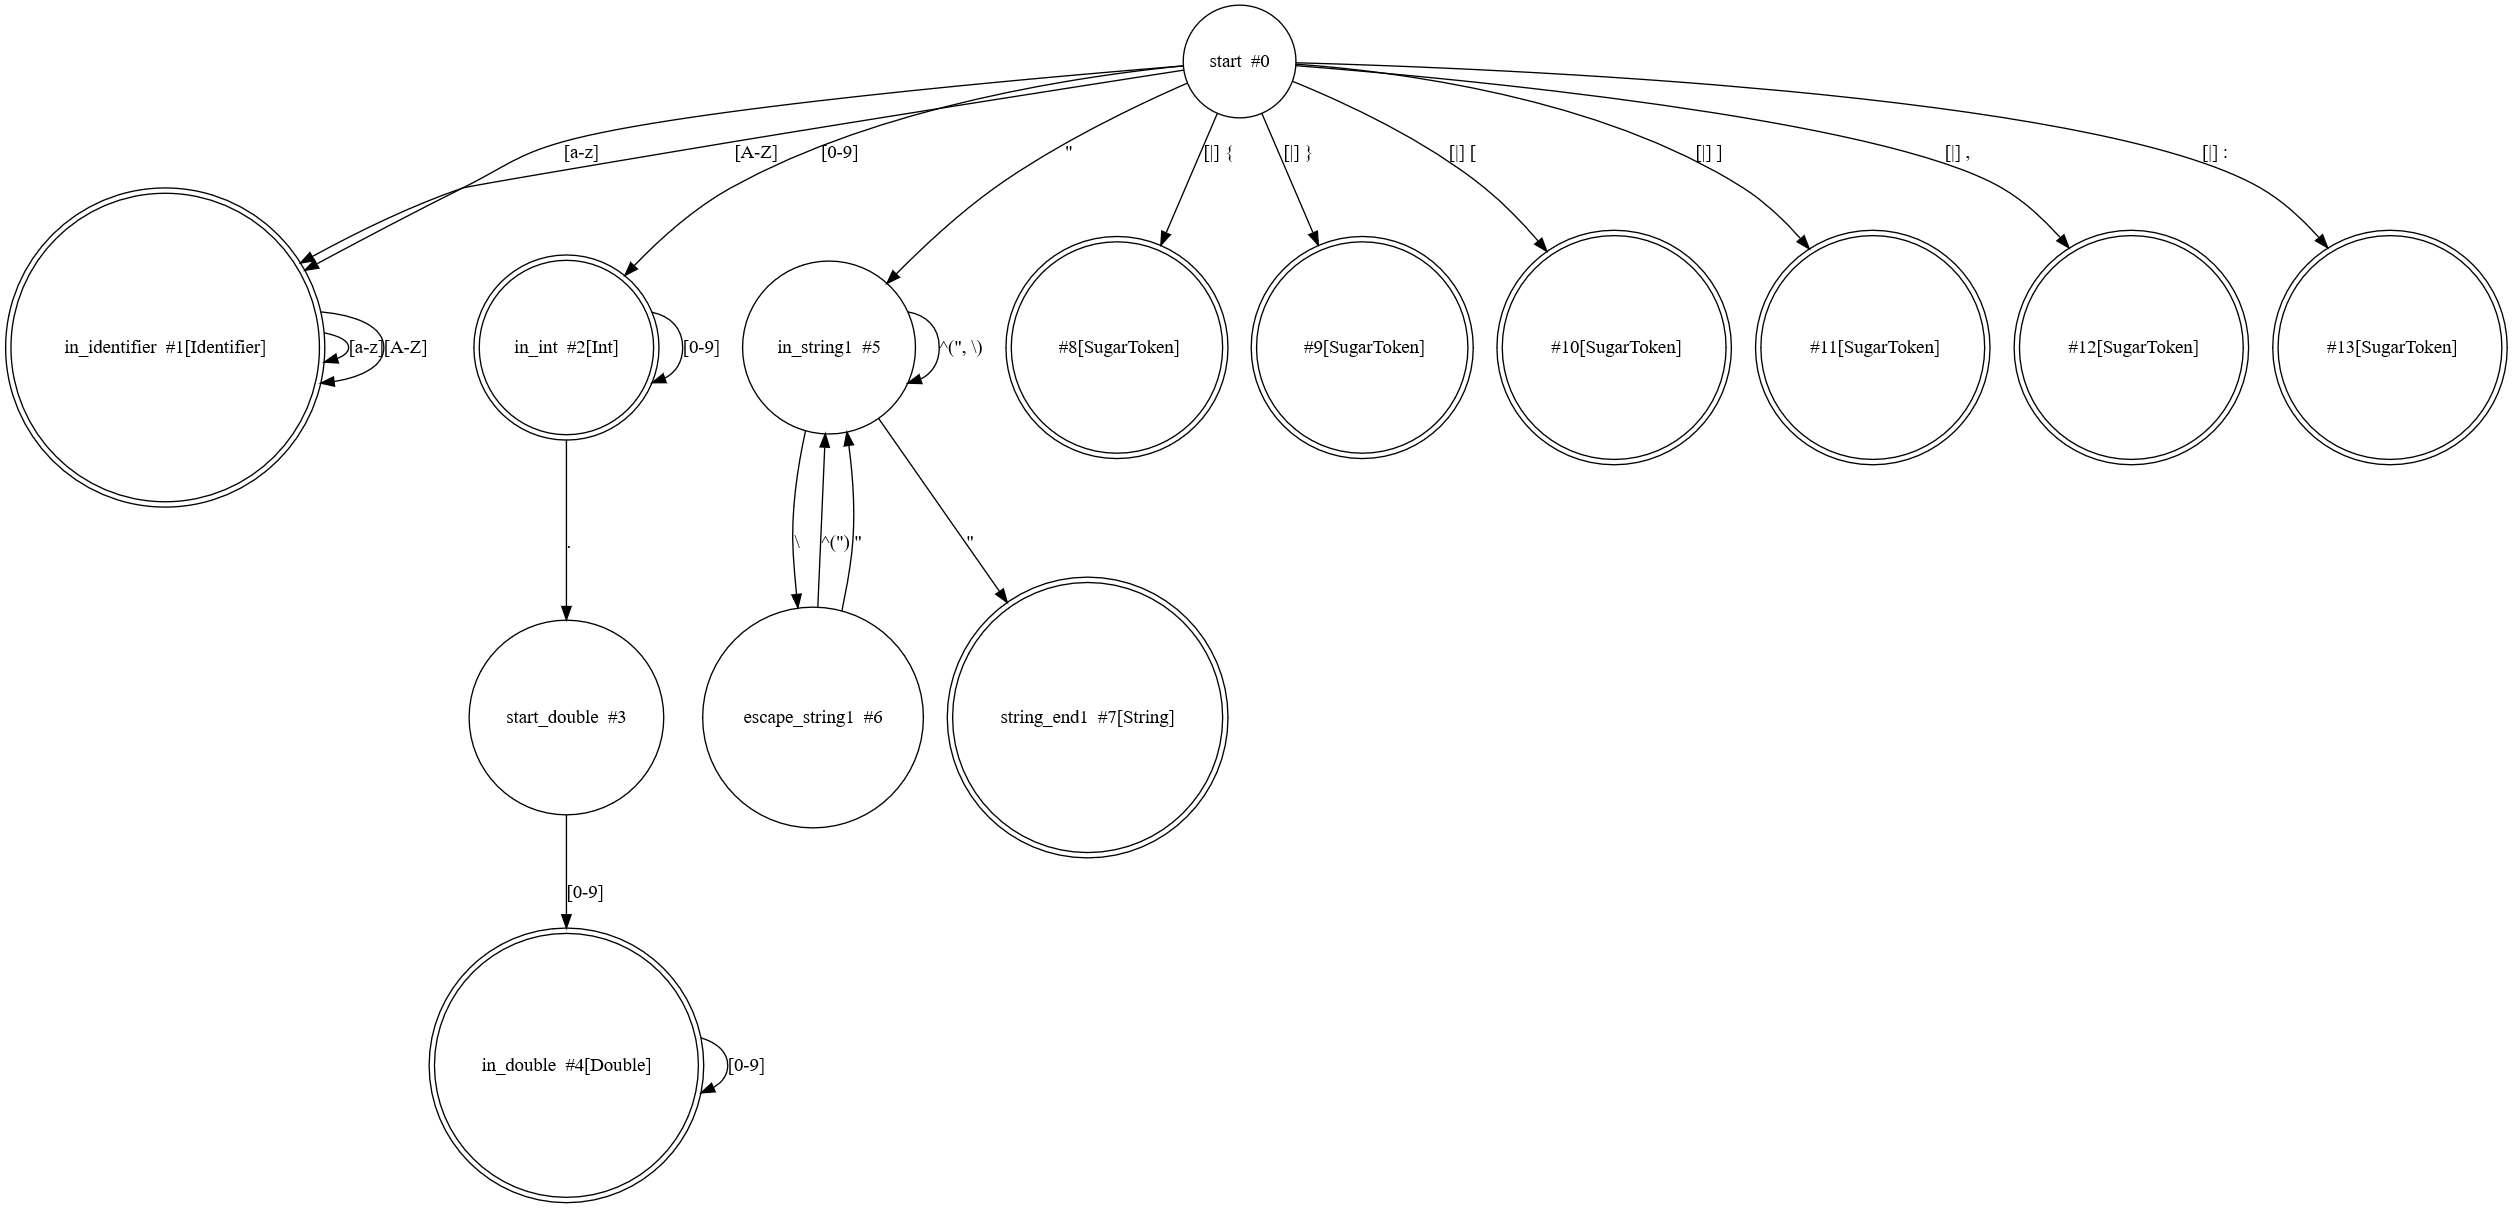 start #0
[a-z]
[A-Z]
[0-9]
"
[|] {
[|] }
[|] [
[|] ]
[|] ,
[|] :
in_identifier #1[Identifier]
[a-z]
[A-Z]
in_int #2[Int]
[0-9]
in_string1 #5
^(", \)
#8[SugarToken]
#9[SugarToken]
#10[SugarToken]
#11[SugarToken]
#12[SugarToken]
#13[SugarToken]
.
\
^(")
"
"
start_double #3
escape_string1 #6
string_end1 #7[String]
[0-9]
in_double #4[Double]
[0-9]